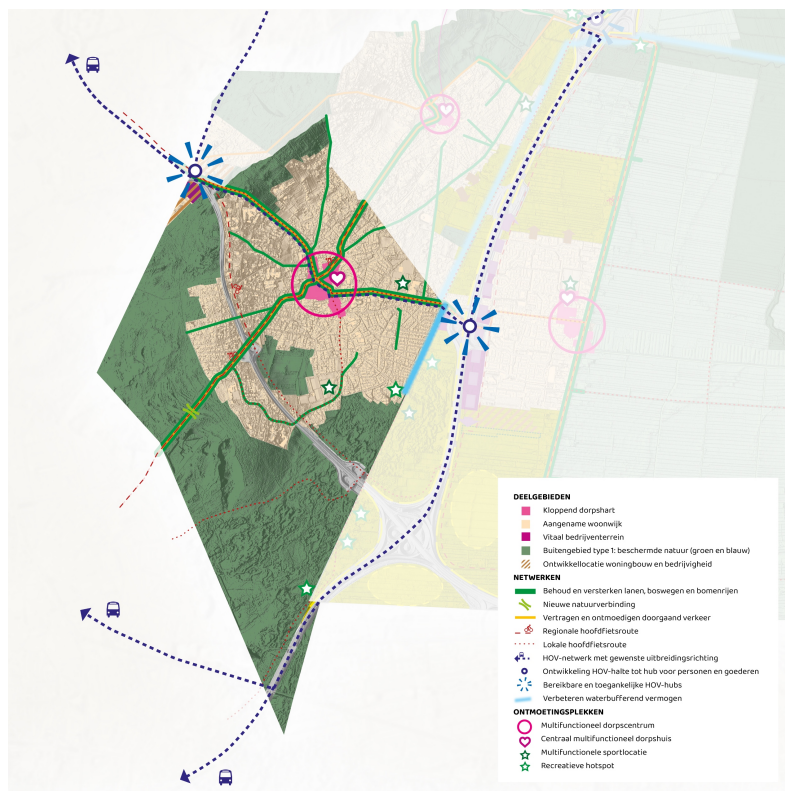 DEELGEBIEDEN
Kloppend dorpshart
Aangename woonwijk
Vitaal bedrijventerrein
Buitengebied type 1: beschermde natuur (groen en blauw)
Ontwikkellocatie woningbouw en bedrijvigheid
NETWERKEN
Behoud en versterken lanen, boswegen en bomenrijen
Nieuwe natuurverbinding
Vertragen en ontmoedigen doorgaand verkeer
Regionale hoofdfietsroute
Lokale hoofdfietsroute
HOV-netwerk met gewenste uitbreidingsrichting
Ontwikkeling HOV-halte tot hub voor personen en goederen
Bereikbare en toegankelijke HOV-hubs
Verbeteren waterbufferend vermogen
ONTMOETINGSPLEKKEN
Multifunctioneel dorpscentrum
Centraal multifunctioneel dorpshuis
Multifunctionele sportlocatie
Recreatieve hotspot